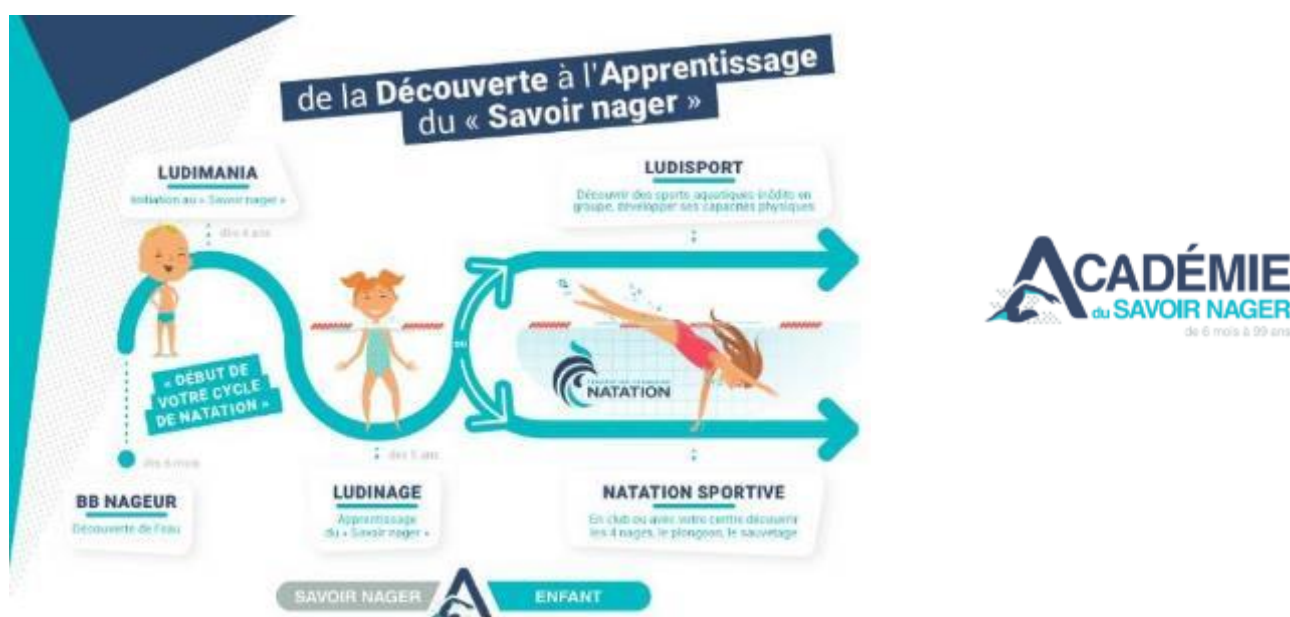 de la Découverte à l'Apprentissage
du « Savoir nager »
LUDIMANIA
Initiation au « Savoir nager »
dès 4 ans
LUDISPORT
Découvrir des sports aquatiques inédits en
groupe, développer ses capacités physiques
« DÉBUT DE
VOTRE CYCLE
DE NATATION »
OU
NATATION
dès 6 mois
BB NAGEUR
Découverte de l'eau
dès 5 ans
LUDINAGE
Apprentissage
du « Savoir nager »
NATATION SPORTIVE
En club ou avec votre centre découvrir
les 4 nages, le plongeon, le sauvetage
SAVOIR NAGER
ENFANT
ACADÉMIE
du SAVOIR NAGER
de 6 mois à 99 ans